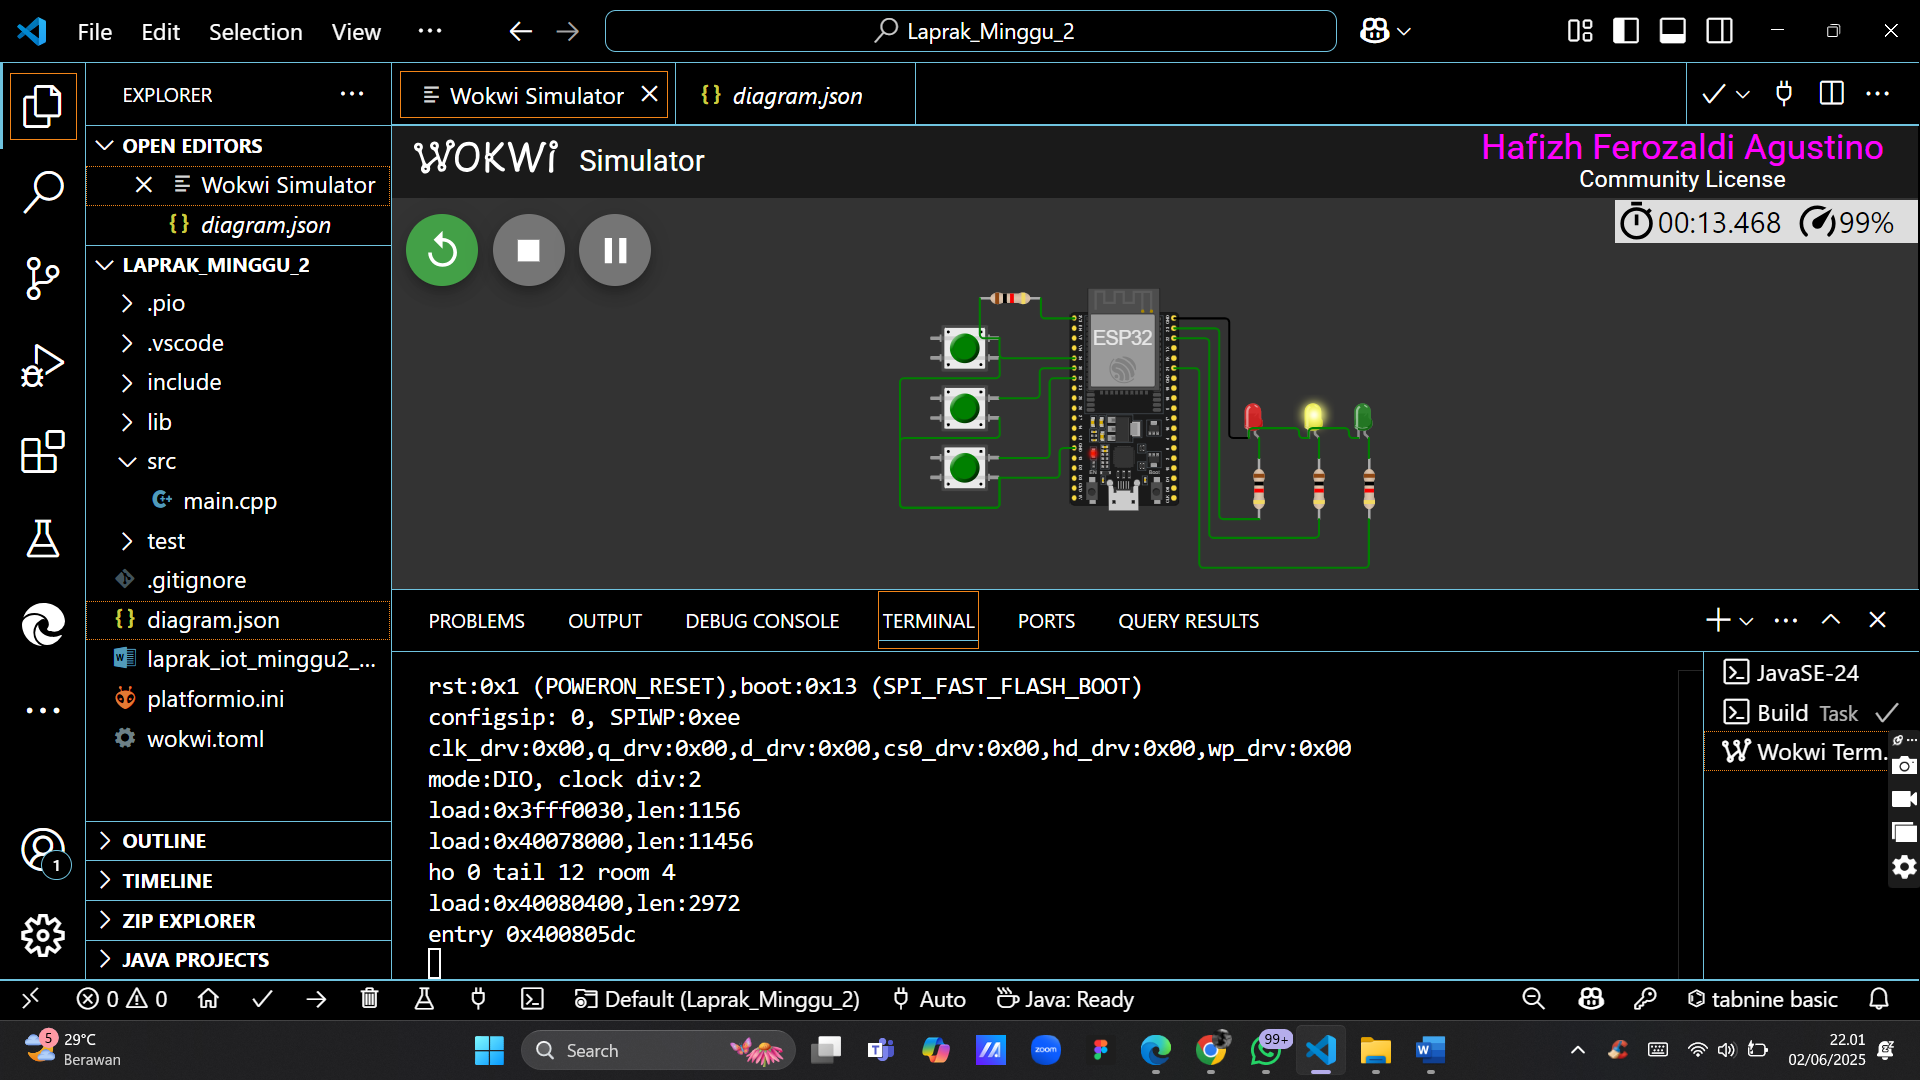 File Edit Selection View ··· Laprak_Minggu_2
EXPLORER
Wokwi Simulator
diagram.json
OPEN EDITORS
Wokwi Simulator
diagram.json
LAPRAK_MINGGU_2
.pio
.vscode
include
lib
src
main.cpp
test
.gitignore
diagram.json
laprak_iot_minggu2_...
platformio.ini
wokwi.toml
OUTLINE
TIMELINE
ZIP EXPLORER
JAVA PROJECTS
1
WOKWi Simulator
Hafizh Ferozaldi Agustino
Community License
00:13.468 99%
ESP32
PROBLEMS OUTPUT DEBUG CONSOLE TERMINAL PORTS QUERY RESULTS
rst:0x1 (POWERON_RESET),boot:0x13 (SPI_FAST_FLASH_BOOT)
configsip: 0, SPIWP:0xee
clk_drv:0x00,q_drv:0x00,d_drv:0x00,cs0_drv:0x00,hd_drv:0x00,wp_drv:0x00
mode:DIO, clock div:2
load:0x3fff0030,len:1156
load:0x40078000,len:11456
ho 0 tail 12 room 4
load:0x40080400,len:2972
entry 0x400805dc
JavaSE-24
Build Task
Wokwi Term...
0 0 Default (Laprak_Minggu_2) Auto Java: Ready tabnine basic
5
29°C
Berawan
Search
zoom
99+
22.01
02/06/2025